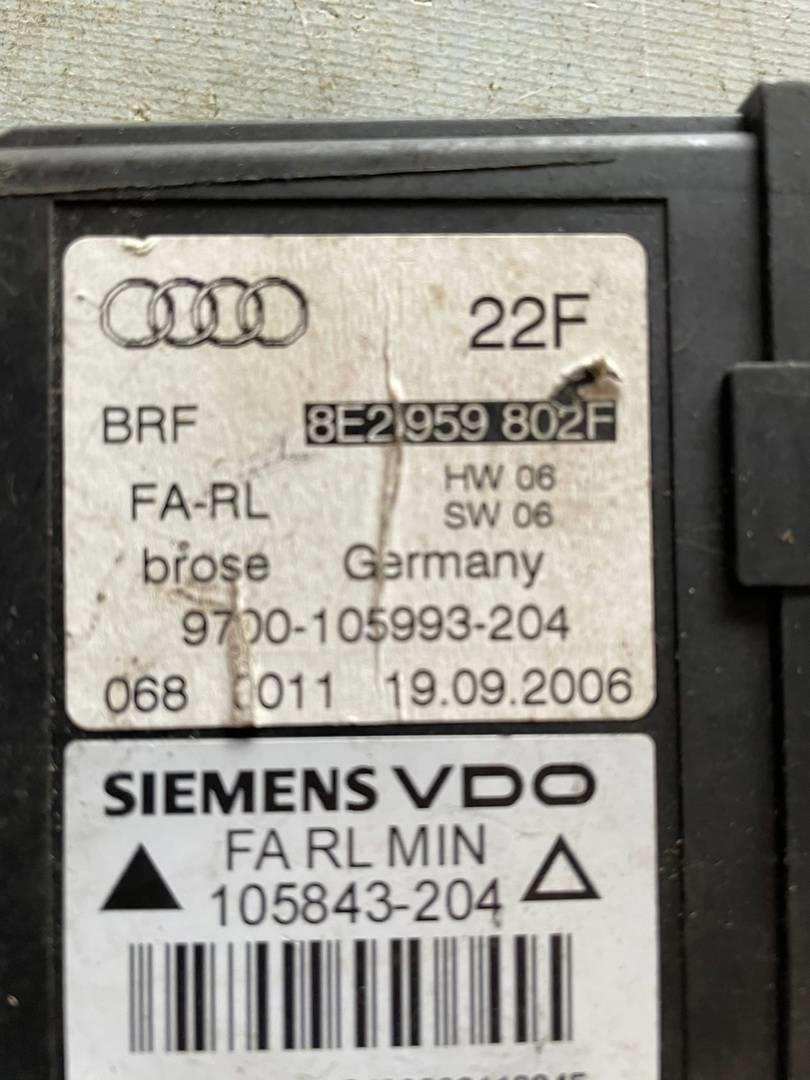 22F
BRF 8E2 959 802F
FA-RL HW 06
SW 06
brose Germany
9700-105993-204
068 0011 19.09.2006
SIEMENS VDO
FA RL MIN
105843-204